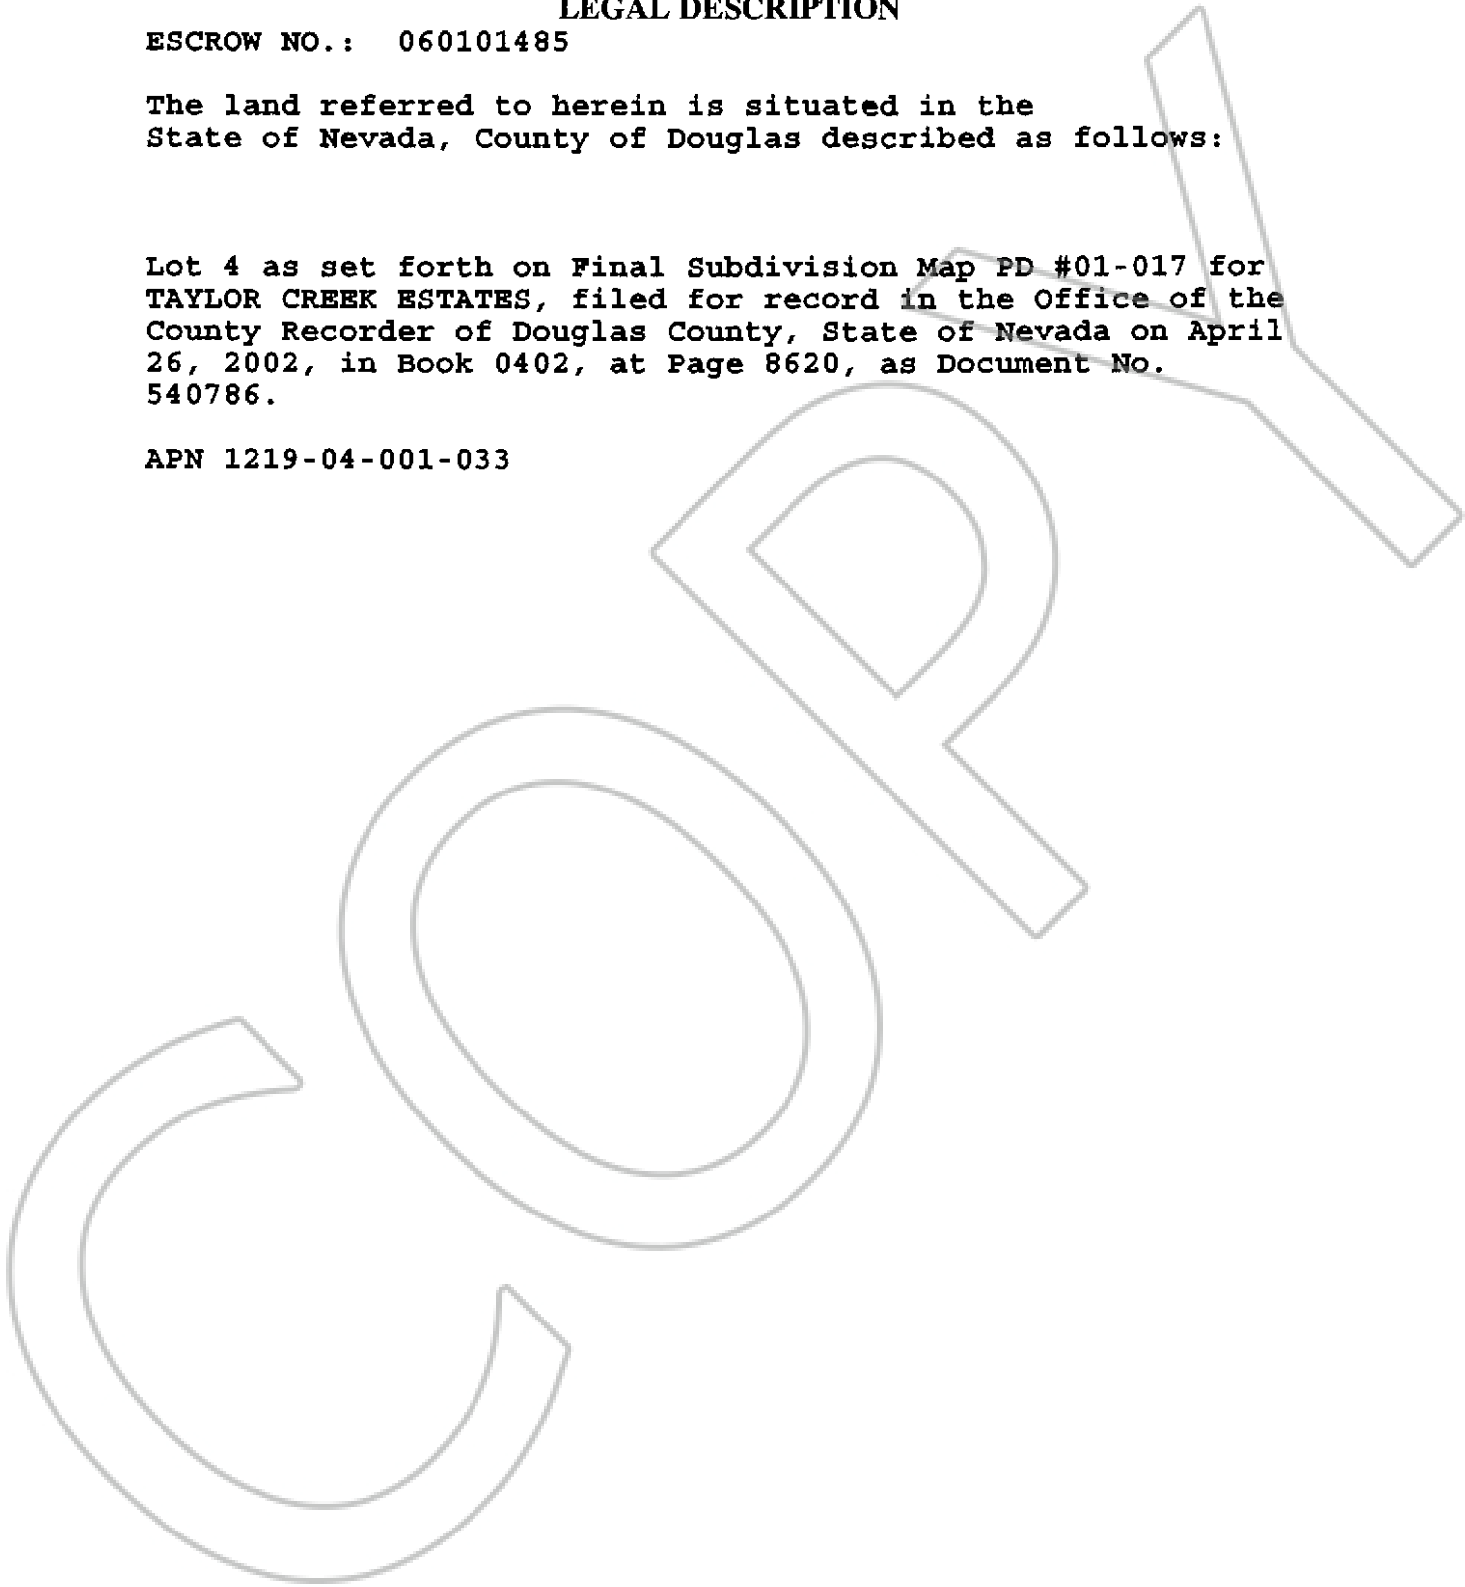 LEGAL DESCRIPTION
ESCROW NO.: 060101485
The land referred to herein is situated in the
State of Nevada, County of Douglas described as follows:
Lot 4 as set forth on Final Subdivision Map PD #01-017 for
TAYLOR CREEK ESTATES, filed for record in the Office of the
County Recorder of Douglas County, State of Nevada on April
26, 2002, in Book 0402, at Page 8620, as Document No.
540786.
APN 1219-04-001-033
COPY